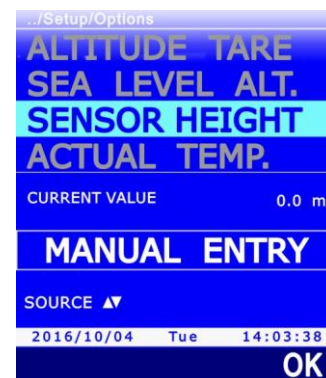 ../Setup/Options
ALTITUDE TARE
SEA LEVEL ALT.
SENSOR HEIGHT
ACTUAL TEMP.
CURRENT VALUE 0.0 m
MANUAL ENTRY
SOURCE ▲▼
2016/10/04 Tue 14:03:38
OK